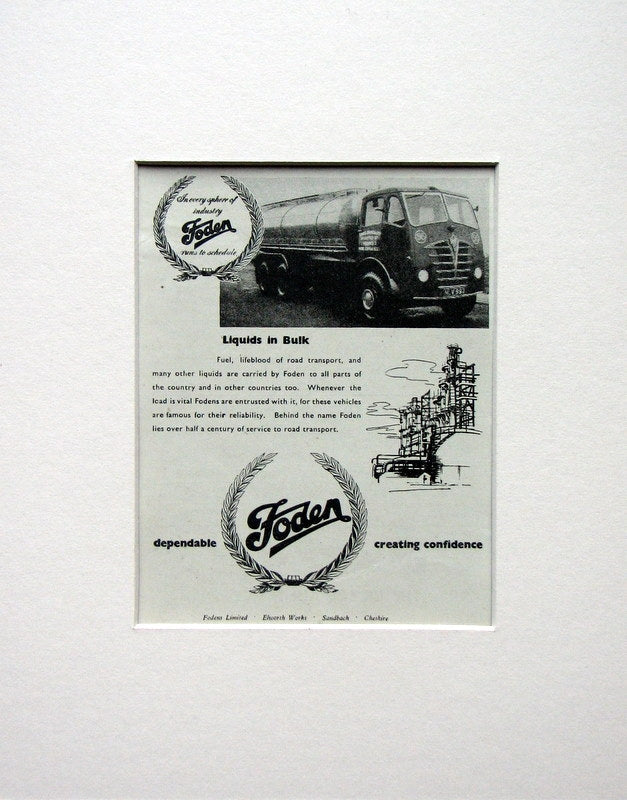 In every sphere of
industry
Foden
runs to schedule
Liquids in Bulk
Fuel, lifeblood of road transport, and
many other liquids are carried by Foden to all parts of
the country and in other countries too. Whenever the
load is vital Fodens are entrusted with it, for these vehicles
are famous for their reliability. Behind the name Foden
lies over half a century of service to road transport.
Foden
dependable
creating confidence
Fodens Limited · Elworth Works · Sandbach · Cheshire